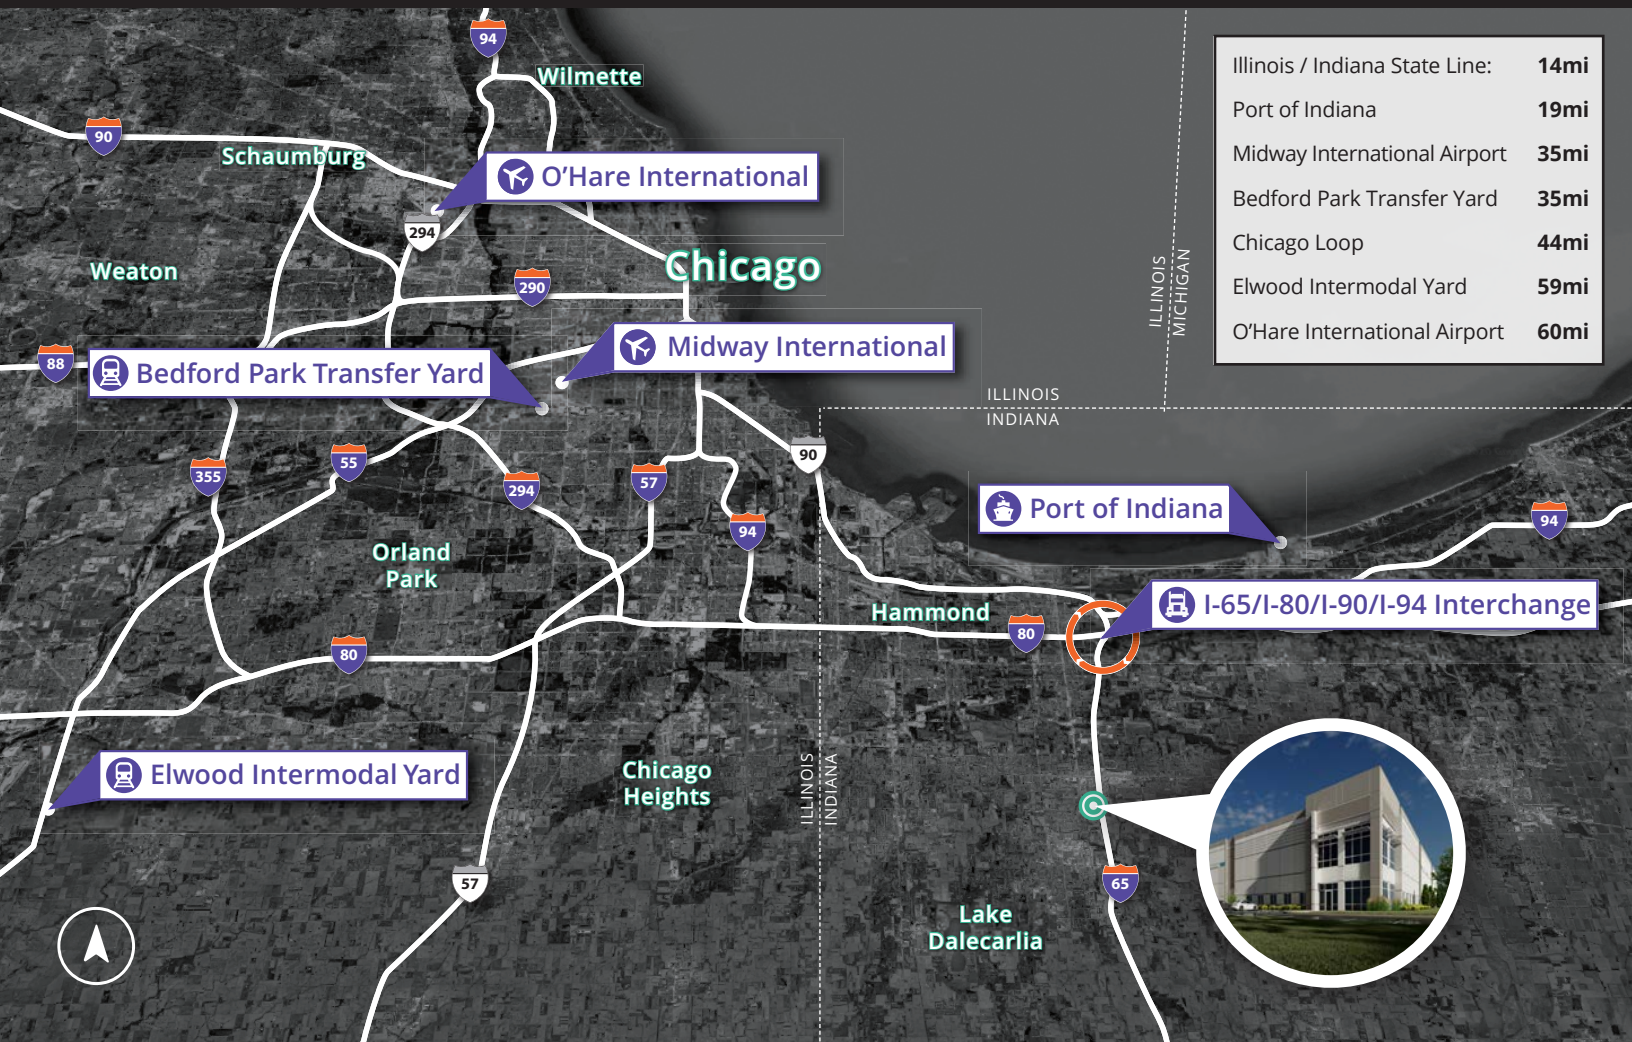 94
Wilmette
Illinois / Indiana State Line: 14mi
Port of Indiana 19mi
Midway International Airport 35mi
Bedford Park Transfer Yard 35mi
Chicago Loop 44mi
Elwood Intermodal Yard 59mi
O'Hare International Airport 60mi
90
Schaumburg
O'Hare International
294
Weaton
Chicago
290
ILLINOIS
MICHIGAN
88
Bedford Park Transfer Yard
Midway International
ILLINOIS
INDIANA
355
55
294
57
90
94
Port of Indiana
94
Orland
Park
Hammond
80
I-65/I-80/I-90/I-94 Interchange
80
Elwood Intermodal Yard
Chicago
Heights
ILLINOIS
INDIANA
57
65
Lake
Dalecarlia